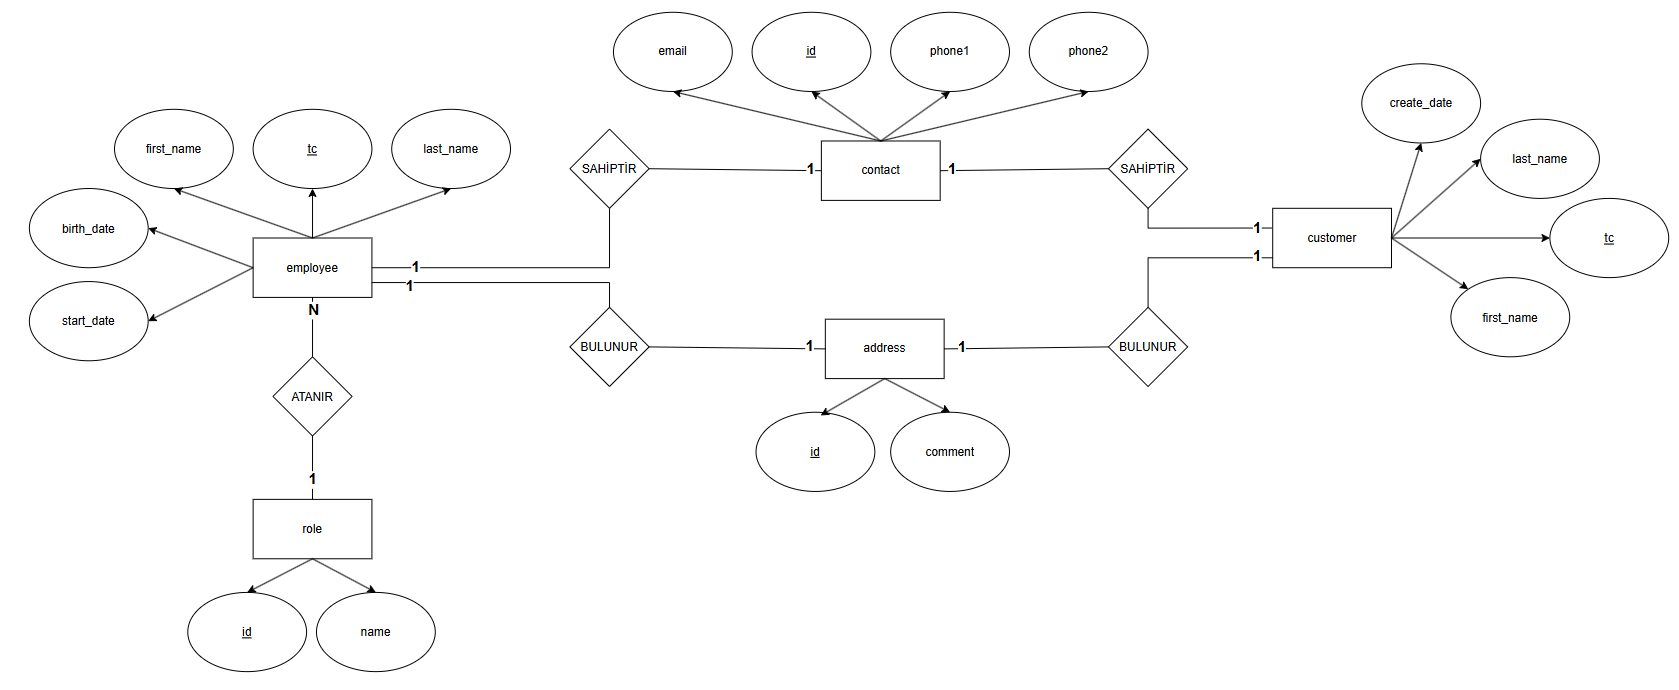 email
id
phone1
phone2
create_date
first_name
tc
last_name
last_name
SAHİPTİR
1
contact
1
SAHİPTİR
birth_date
employee
1
1
1
1
customer
tc
start_date
N
first_name
BULUNUR
1
address
1
BULUNUR
ATANIR
id
comment
1
role
id
name